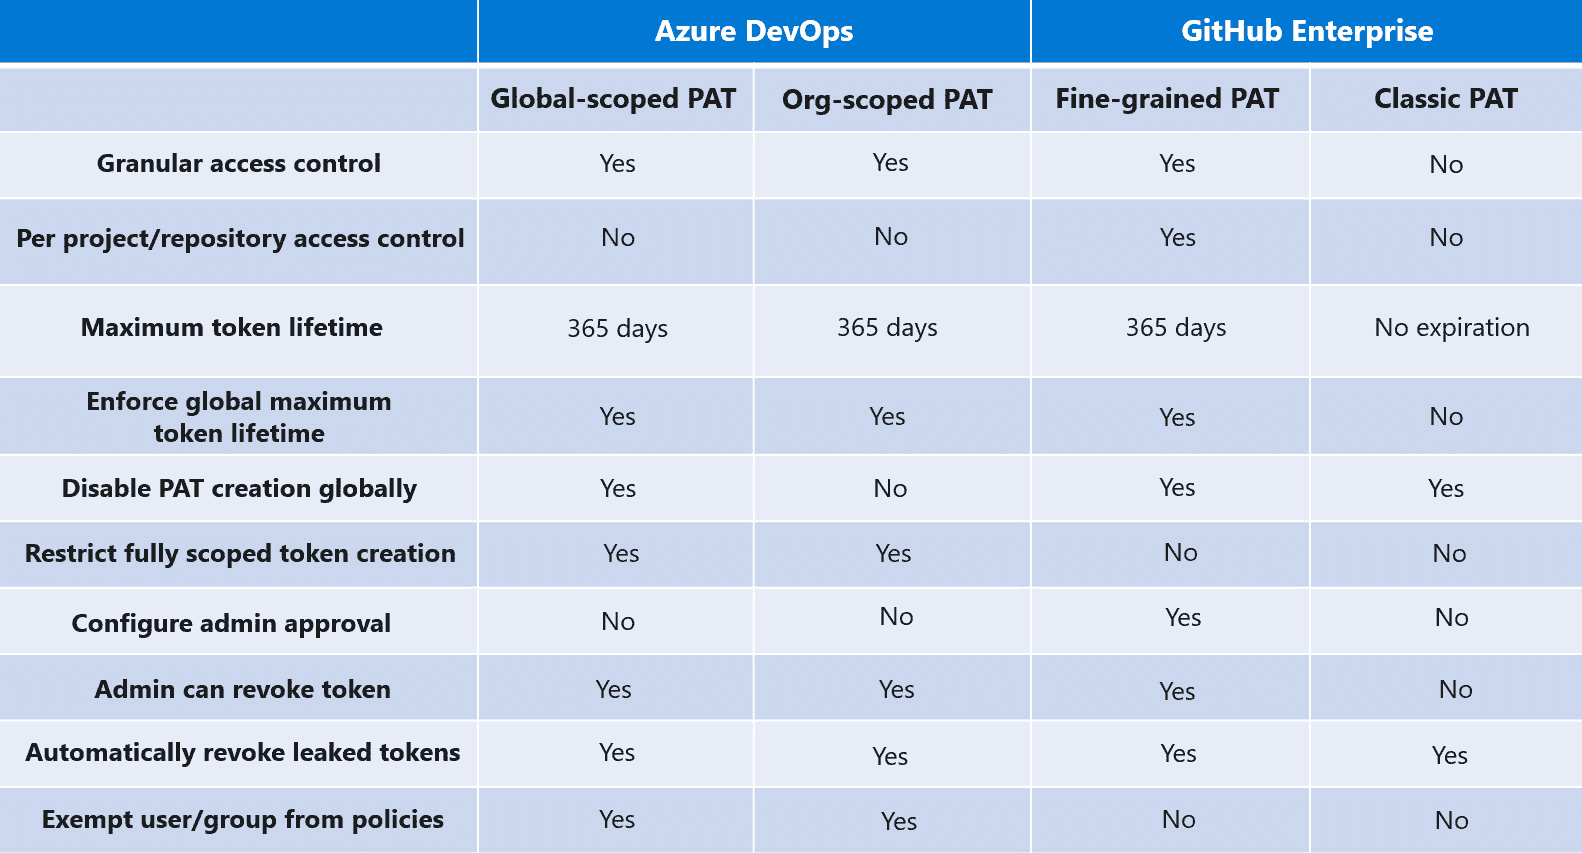 Azure DevOps GitHub Enterprise
Global-scoped PAT Org-scoped PAT Fine-grained PAT Classic PAT
Granular access control Yes Yes Yes No
Per project/repository access control No No Yes No
Maximum token lifetime 365 days 365 days 365 days No expiration
Enforce global maximum
token lifetime Yes Yes Yes No
Disable PAT creation globally Yes No Yes Yes
Restrict fully scoped token creation Yes Yes No No
Configure admin approval No No Yes No
Admin can revoke token Yes Yes Yes No
Automatically revoke leaked tokens Yes Yes Yes Yes
Exempt user/group from policies Yes Yes No No